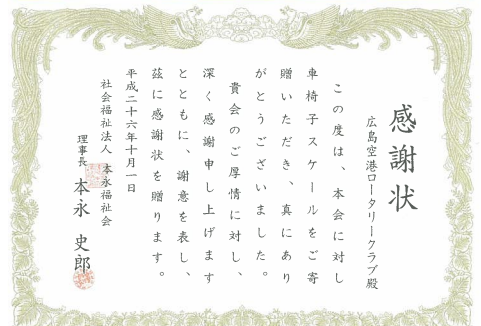 感謝状
広島空港ロータリークラブ殿
この度は、本会に対し
車椅子スケールをご寄
贈いただき、真にあり
がとうございました。
貴会のご厚情に対し、
深く感謝申し上げます
とともに、謝意を表し、
茲に感謝状を贈ります。
平成二十六年十月一日
社会福祉法人 本永福祉会
理事長 本永 史郎